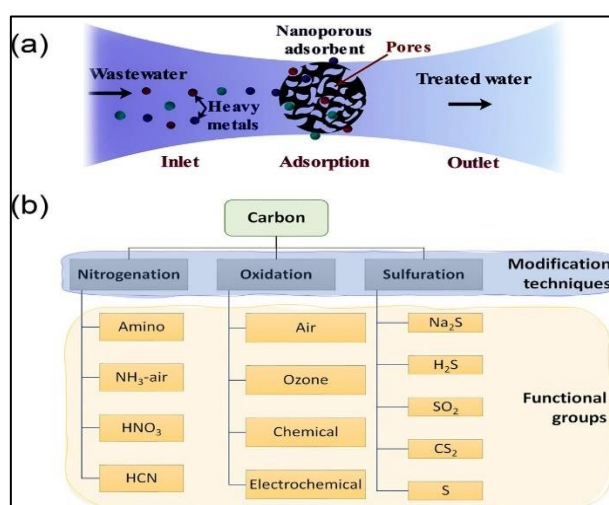 (a)
Nanoporous
adsorbent
Pores
Wastewater
Heavy
metals
Treated water
Inlet
Adsorption
Outlet
(b)
Carbon
Nitrogenation
Oxidation
Sulfuration
Modification
techniques
Amino
Air
Na₂S
NH₃-air
Ozone
H₂S
SO₂
HNO₃
Chemical
CS₂
HCN
Electrochemical
S
Functional
groups